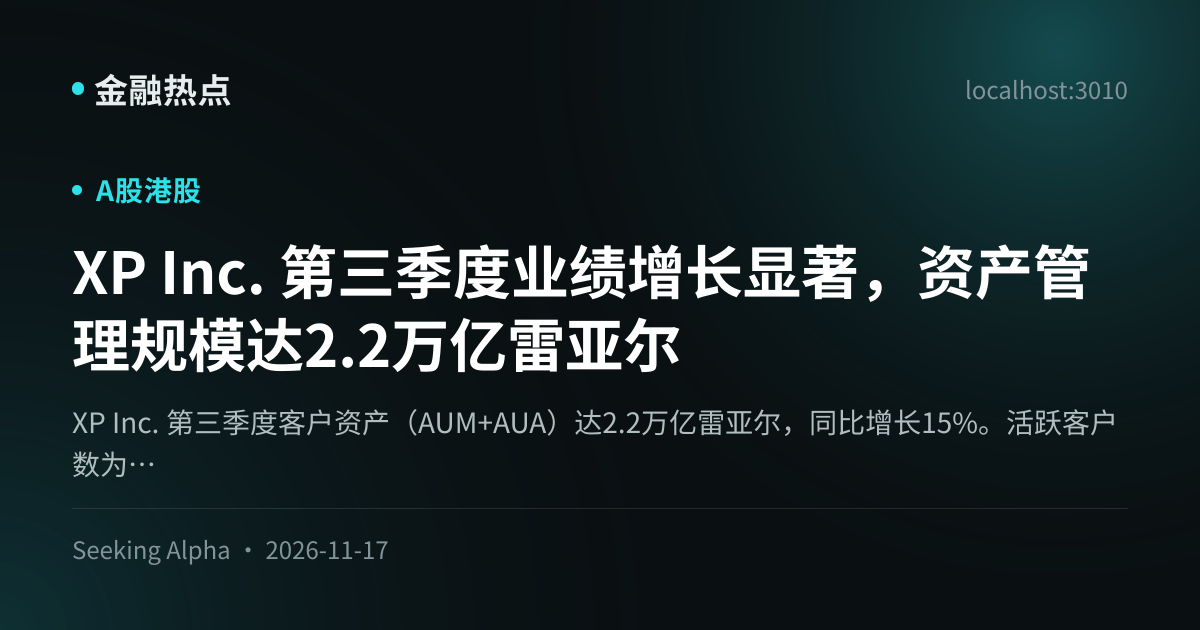 金融热点
localhost:3010
A股港股
XP Inc. 第三季度业绩增长显著，资产管
理规模达2.2万亿雷亚尔
XP Inc. 第三季度客户资产（AUM+AUA）达2.2万亿雷亚尔，同比增长15%。活跃客户
数为…
Seeking Alpha · 2026-11-17